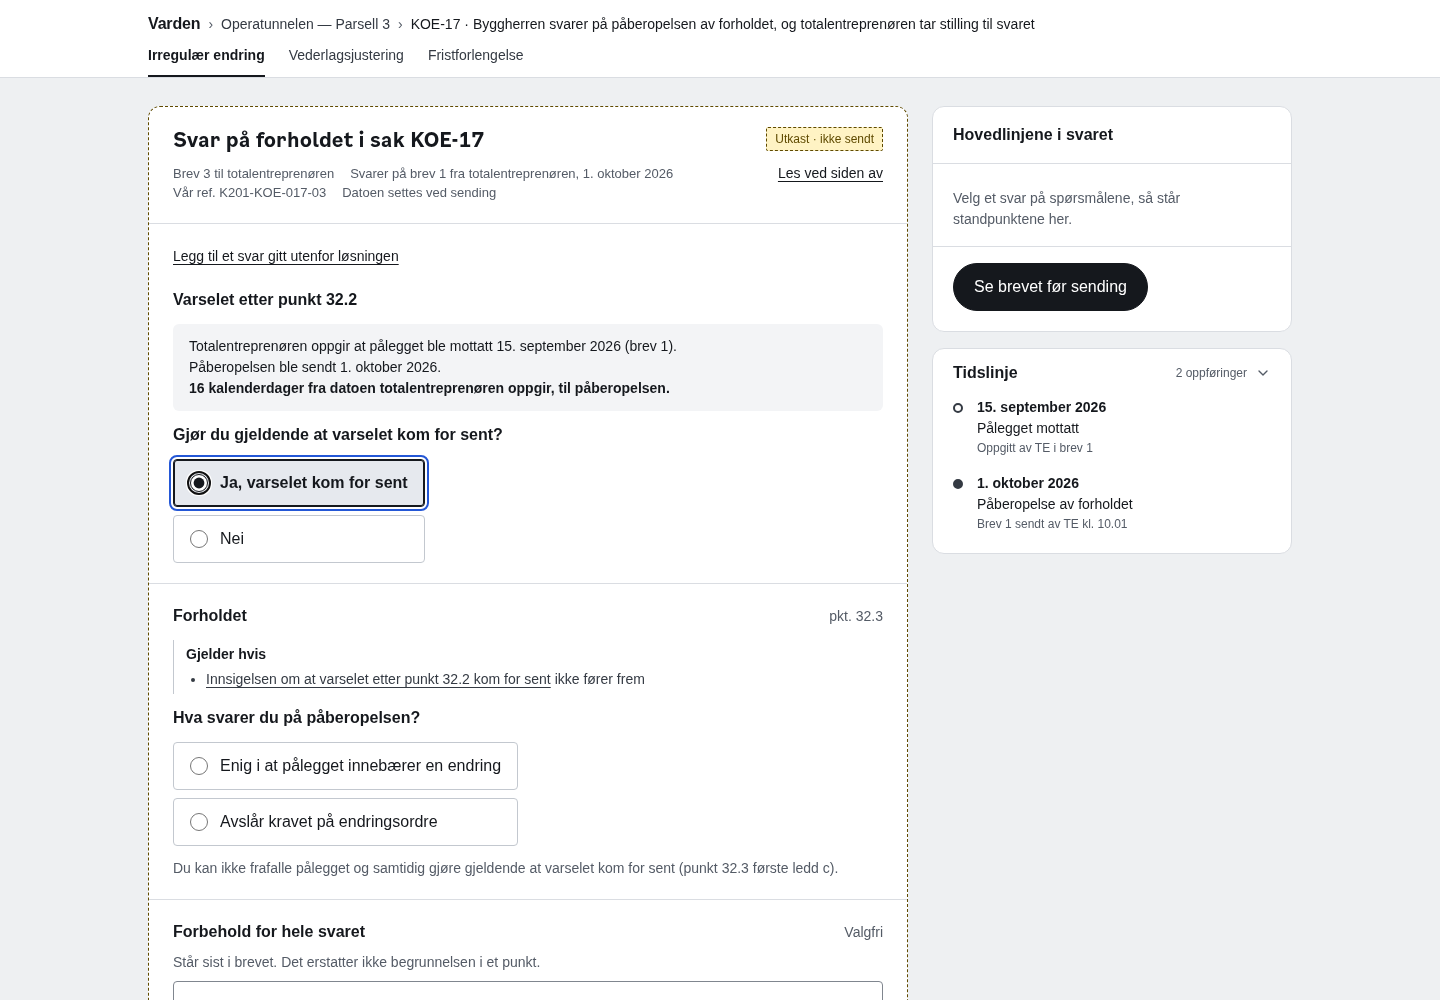 Varden › Operatunnelen — Parsell 3 › KOE-17 · Byggherren svarer på påberopelsen av forholdet, og totalentreprenøren tar stilling til svaret
Irregulær endring Vederlagsjustering Fristforlengelse
Svar på forholdet i sak KOE-17
Utkast · ikke sendt
Brev 3 til totalentreprenøren Svarer på brev 1 fra totalentreprenøren, 1. oktober 2026
Les ved siden av
Vår ref. K201-KOE-017-03 Datoen settes ved sending
Legg til et svar gitt utenfor løsningen
Varselet etter punkt 32.2
Totalentreprenøren oppgir at pålegget ble mottatt 15. september 2026 (brev 1).
Påberopelsen ble sendt 1. oktober 2026.
16 kalenderdager fra datoen totalentreprenøren oppgir, til påberopelsen.
Gjør du gjeldende at varselet kom for sent?
Ja, varselet kom for sent
Nei
Forholdet pkt. 32.3
Gjelder hvis
• Innsigelsen om at varselet etter punkt 32.2 kom for sent ikke fører frem
Hva svarer du på påberopelsen?
Enig i at pålegget innebærer en endring
Avslår kravet på endringsordre
Du kan ikke frafalle pålegget og samtidig gjøre gjeldende at varselet kom for sent (punkt 32.3 første ledd c).
Forbehold for hele svaret Valgfri
Står sist i brevet. Det erstatter ikke begrunnelsen i et punkt.
Hovedlinjene i svaret
Velg et svar på spørsmålene, så står
standpunktene her.
Se brevet før sending
Tidslinje 2 oppføringer
15. september 2026
Pålegget mottatt
Oppgitt av TE i brev 1
1. oktober 2026
Påberopelse av forholdet
Brev 1 sendt av TE kl. 10.01